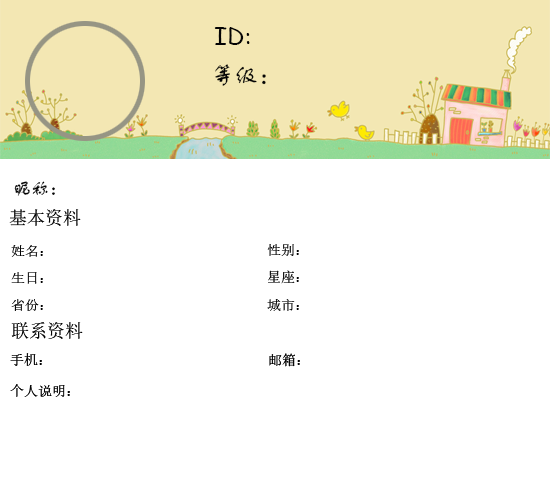 ID:
等级：
昵称：
基本资料
姓名： 性别：
生日： 星座：
省份： 城市：
联系资料
手机： 邮箱：
个人说明：